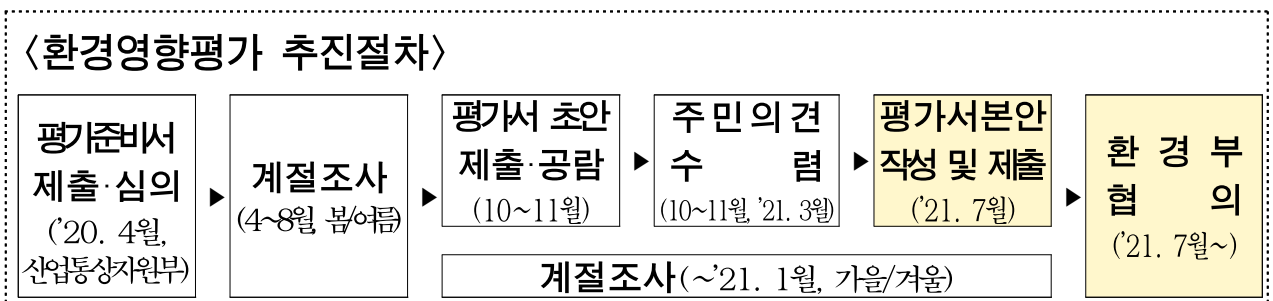 〈환경영향평가 추진절차〉
평가준비서
제출·심의
('20. 4월,
산업통상자원부)
▶
계절조사
(4~8월, 봄/여름)
▶
평가서 초안
제출·공람
(10~11월)
▶
주민의견
수 렴
(10~11월, '21. 3월)
▶
평가서본안
작성 및 제출
('21. 7월)
▶
환 경 부
협 의
('21. 7월~)
계절조사(~'21. 1월, 가을/겨울)